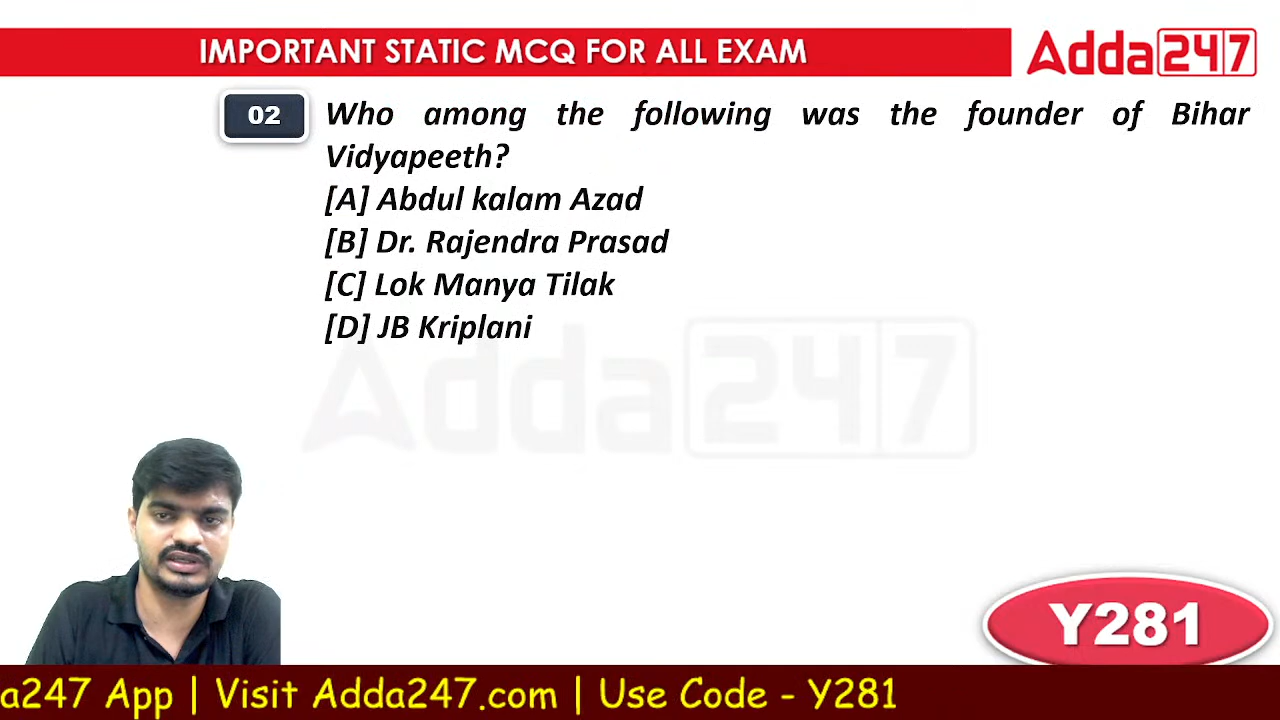 IMPORTANT STATIC MCQ FOR ALL EXAM
Adda247
02
Who among the following was the founder of Bihar
Vidyapeeth?
[A] Abdul kalam Azad
[B] Dr. Rajendra Prasad
[C] Lok Manya Tilak
[D] JB Kriplani
Adda247
Y281
a247 App | Visit Adda247.com | Use Code - Y281